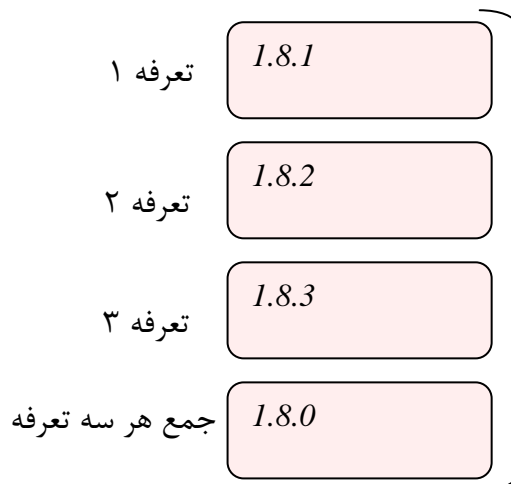 1.8.1
تعرفه ۱
1.8.2
تعرفه ۲
1.8.3
تعرفه ۳
1.8.0
جمع هر سه تعرفه